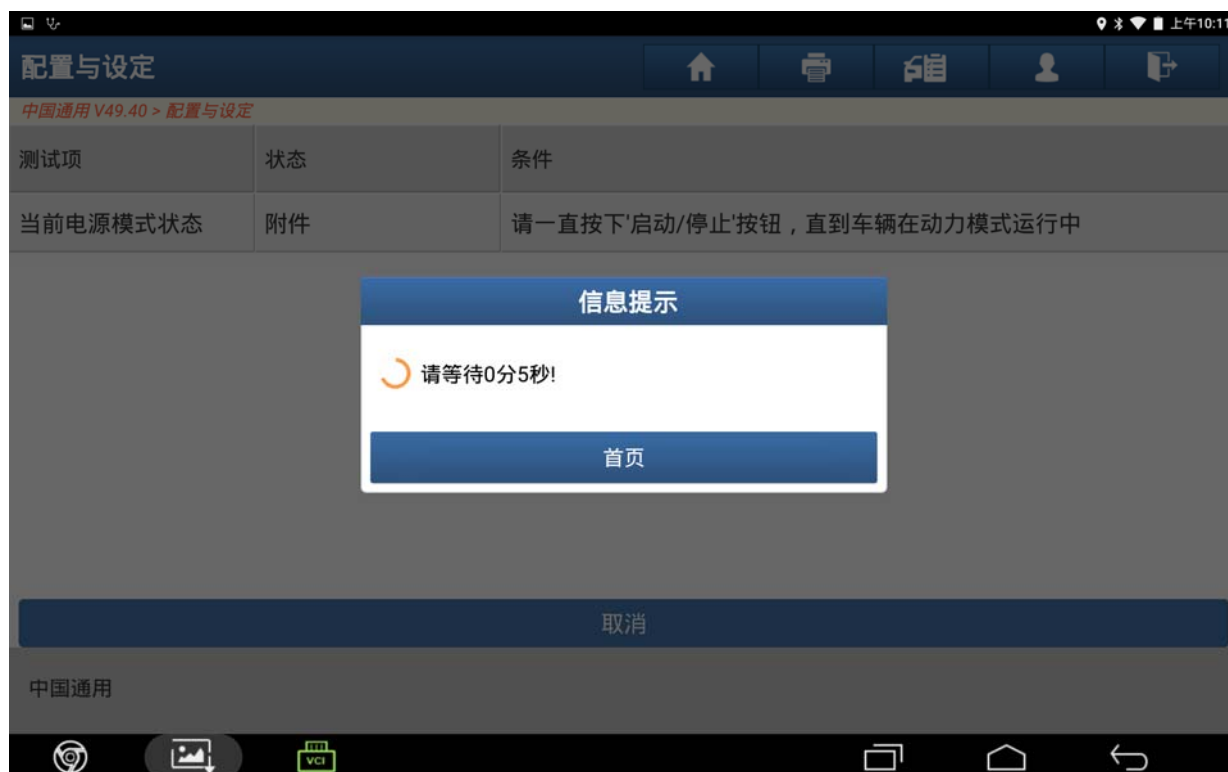 上午10:11
配置与设定
中国通用 V49.40 > 配置与设定
测试项 状态 条件
当前电源模式状态 附件 请一直按下'启动/停止'按钮，直到车辆在动力模式运行中
信息提示
请等待0分5秒!
首页
取消
中国通用
VCI